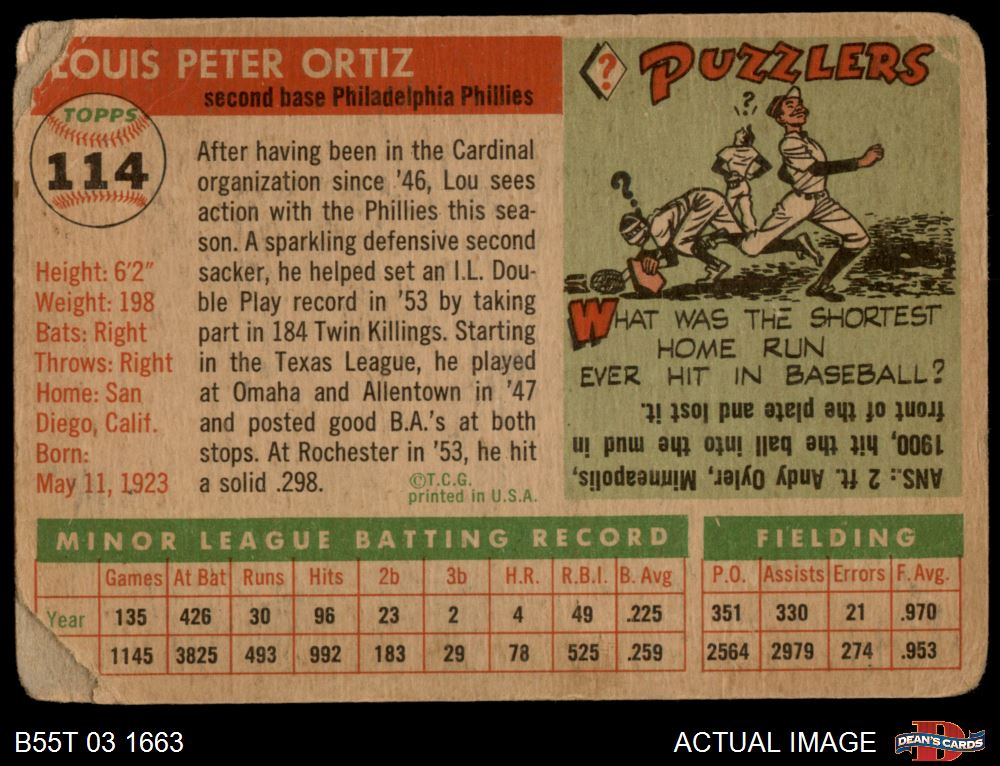 LOUIS PETER ORTIZ
second base Philadelphia Phillies
TOPPS
114
Height: 6'2"
Weight: 198
Bats: Right
Throws: Right
Home: San
Diego, Calif.
Born:
May 11, 1923
After having been in the Cardinal
organization since '46, Lou sees
action with the Phillies this sea-
son. A sparkling defensive second
sacker, he helped set an I.L. Dou-
ble Play record in '53 by taking
part in 184 Twin Killings. Starting
in the Texas League, he played
at Omaha and Allentown in '47
and posted good B.A.'s at both
stops. At Rochester in '53, he hit
a solid .298.
©T.C.G.
printed in U.S.A.
?
PUZZLERS
?
?
WHAT WAS THE SHORTEST
HOME RUN
EVER HIT IN BASEBALL?
ANS.: 2 ft. Andy Oyler, Minneapolis,
1900, hit the ball into the mud in
front of the plate and lost it.
MINOR LEAGUE BATTING RECORD
Games At Bat Runs Hits 2b 3b H.R. R.B.I. B. Avg
Year 135 426 30 96 23 2 4 49 .225
1145 3825 493 992 183 29 78 525 .259
FIELDING
P.O. Assists Errors F. Avg.
351 330 21 .970
2564 2979 274 .953
B55T 03 1663
ACTUAL IMAGE
DEAN'S CARDS